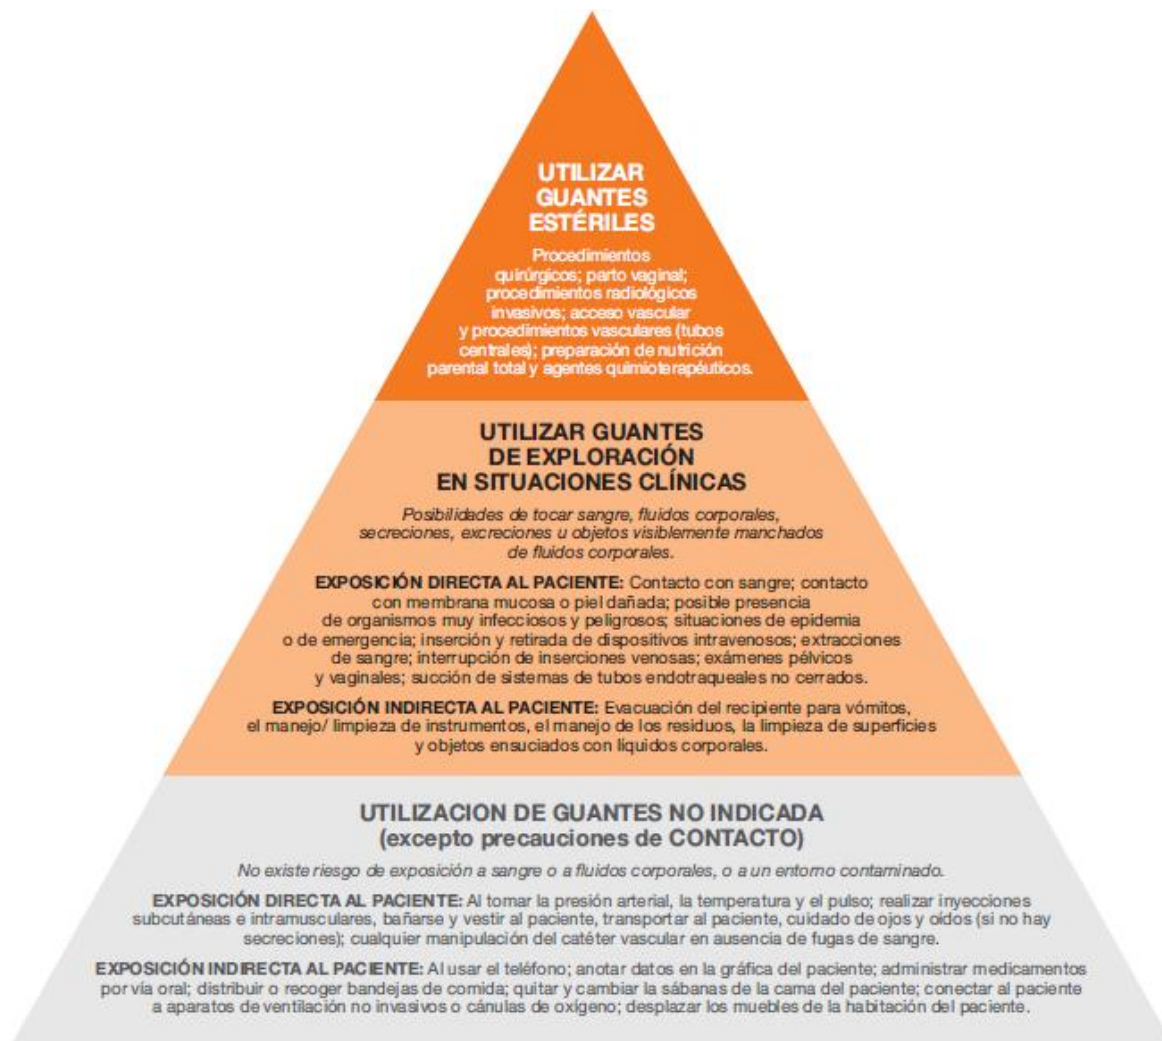 UTILIZAR
GUANTES
ESTÉRILES
Procedimientos
quirúrgicos; parto vaginal;
procedimientos radiológicos
invasivos; acceso vascular
y procedimientos vasculares (tubos
centrales); preparación de nutrición
parental total y agentes quimioterapéuticos.
UTILIZAR GUANTES
DE EXPLORACIÓN
EN SITUACIONES CLÍNICAS
Posibilidades de tocar sangre, fluidos corporales,
secreciones, excreciones u objetos visiblemente manchados
de fluidos corporales.
EXPOSICIÓN DIRECTA AL PACIENTE: Contacto con sangre; contacto
con membrana mucosa o piel dañada; posible presencia
de organismos muy infecciosos y peligrosos; situaciones de epidemia
o de emergencia; inserción y retirada de dispositivos intravenosos; extracciones
de sangre; interrupción de inserciones venosas; exámenes pélvicos
y vaginales; succión de sistemas de tubos endotraqueales no cerrados.
EXPOSICIÓN INDIRECTA AL PACIENTE: Evacuación del recipiente para vómitos,
el manejo/ limpieza de instrumentos, el manejo de los residuos, la limpieza de superficies
y objetos ensuciados con líquidos corporales.
UTILIZACION DE GUANTES NO INDICADA
(excepto precauciones de CONTACTO)
No existe riesgo de exposición a sangre o a fluidos corporales, o a un entorno contaminado.
EXPOSICIÓN DIRECTA AL PACIENTE: Al tomar la presión arterial, la temperatura y el pulso; realizar inyecciones
subcutáneas e intramusculares, bañarse y vestir al paciente, transportar al paciente, cuidado de ojos y oídos (si no hay
secreciones); cualquier manipulación del catéter vascular en ausencia de fugas de sangre.
EXPOSICIÓN INDIRECTA AL PACIENTE: Al usar el teléfono; anotar datos en la gráfica del paciente; administrar medicamentos
por vía oral; distribuir o recoger bandejas de comida; quitar y cambiar la sábanas de la cama del paciente; conectar al paciente
a aparatos de ventilación no invasivos o cánulas de oxígeno; desplazar los muebles de la habitación del paciente.